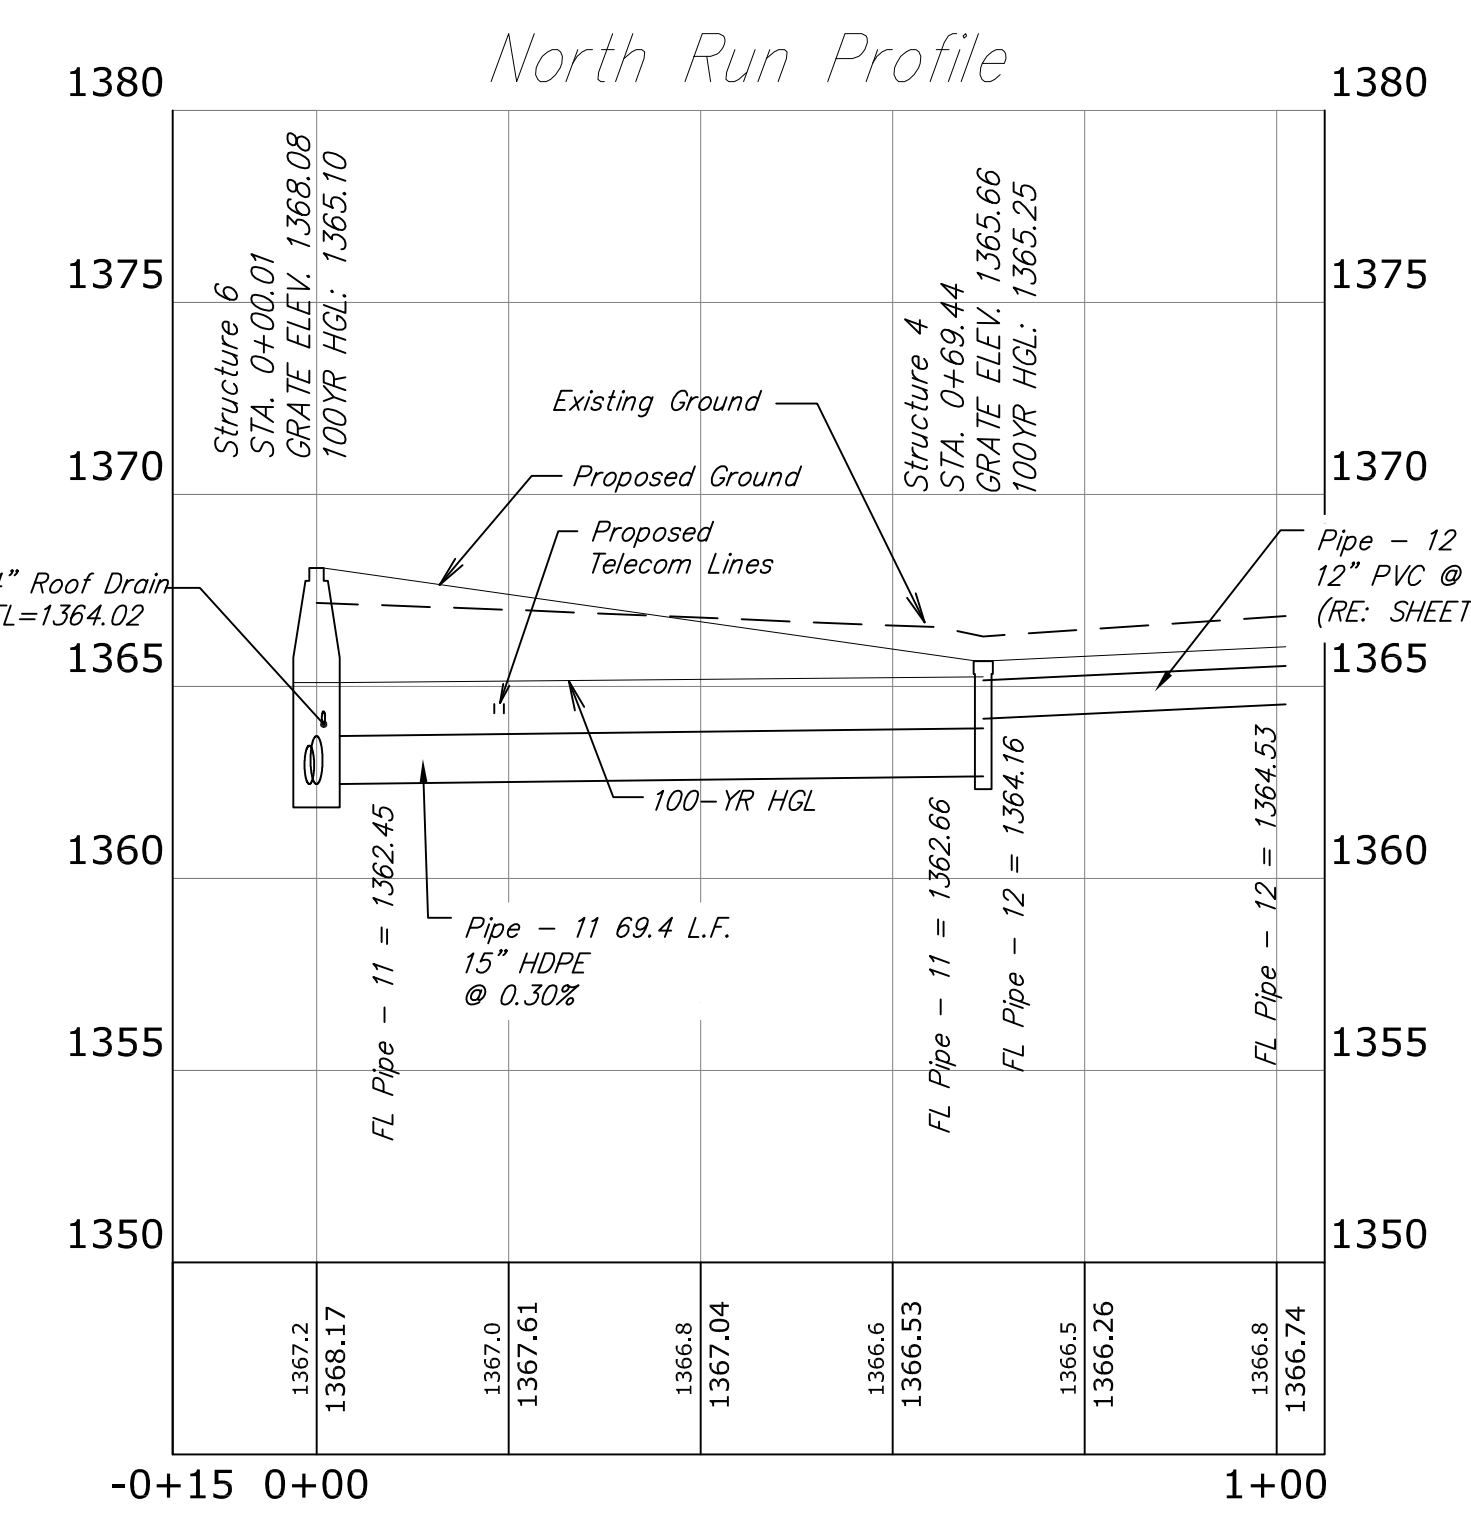 North Run Profile
1380
1380
1375
1375
1370
1370
1365
1365
1360
1360
1355
1355
1350
1350
Structure 6
STA. 0+00.01
GRATE ELEV. 1368.08
100YR HGL: 1365.10
Structure 4
STA. 0+69.44
GRATE ELEV. 1365.66
100YR HGL: 1365.25
Existing Ground
Proposed Ground
Proposed
Telecom Lines
Roof Drain
=1364.02
Pipe - 12
12" PVC @
(RE: SHEET
100-YR HGL
Pipe - 11 69.4 L.F.
15" HDPE
@ 0.30%
FL Pipe - 11 = 1362.45
FL Pipe - 11 = 1362.66
FL Pipe - 12 = 1364.16
FL Pipe - 12 = 1364.53
1367.2
1368.17
1367.0
1367.61
1366.8
1367.04
1366.6
1366.53
1366.5
1366.26
1366.8
1366.74
-0+15
0+00
1+00